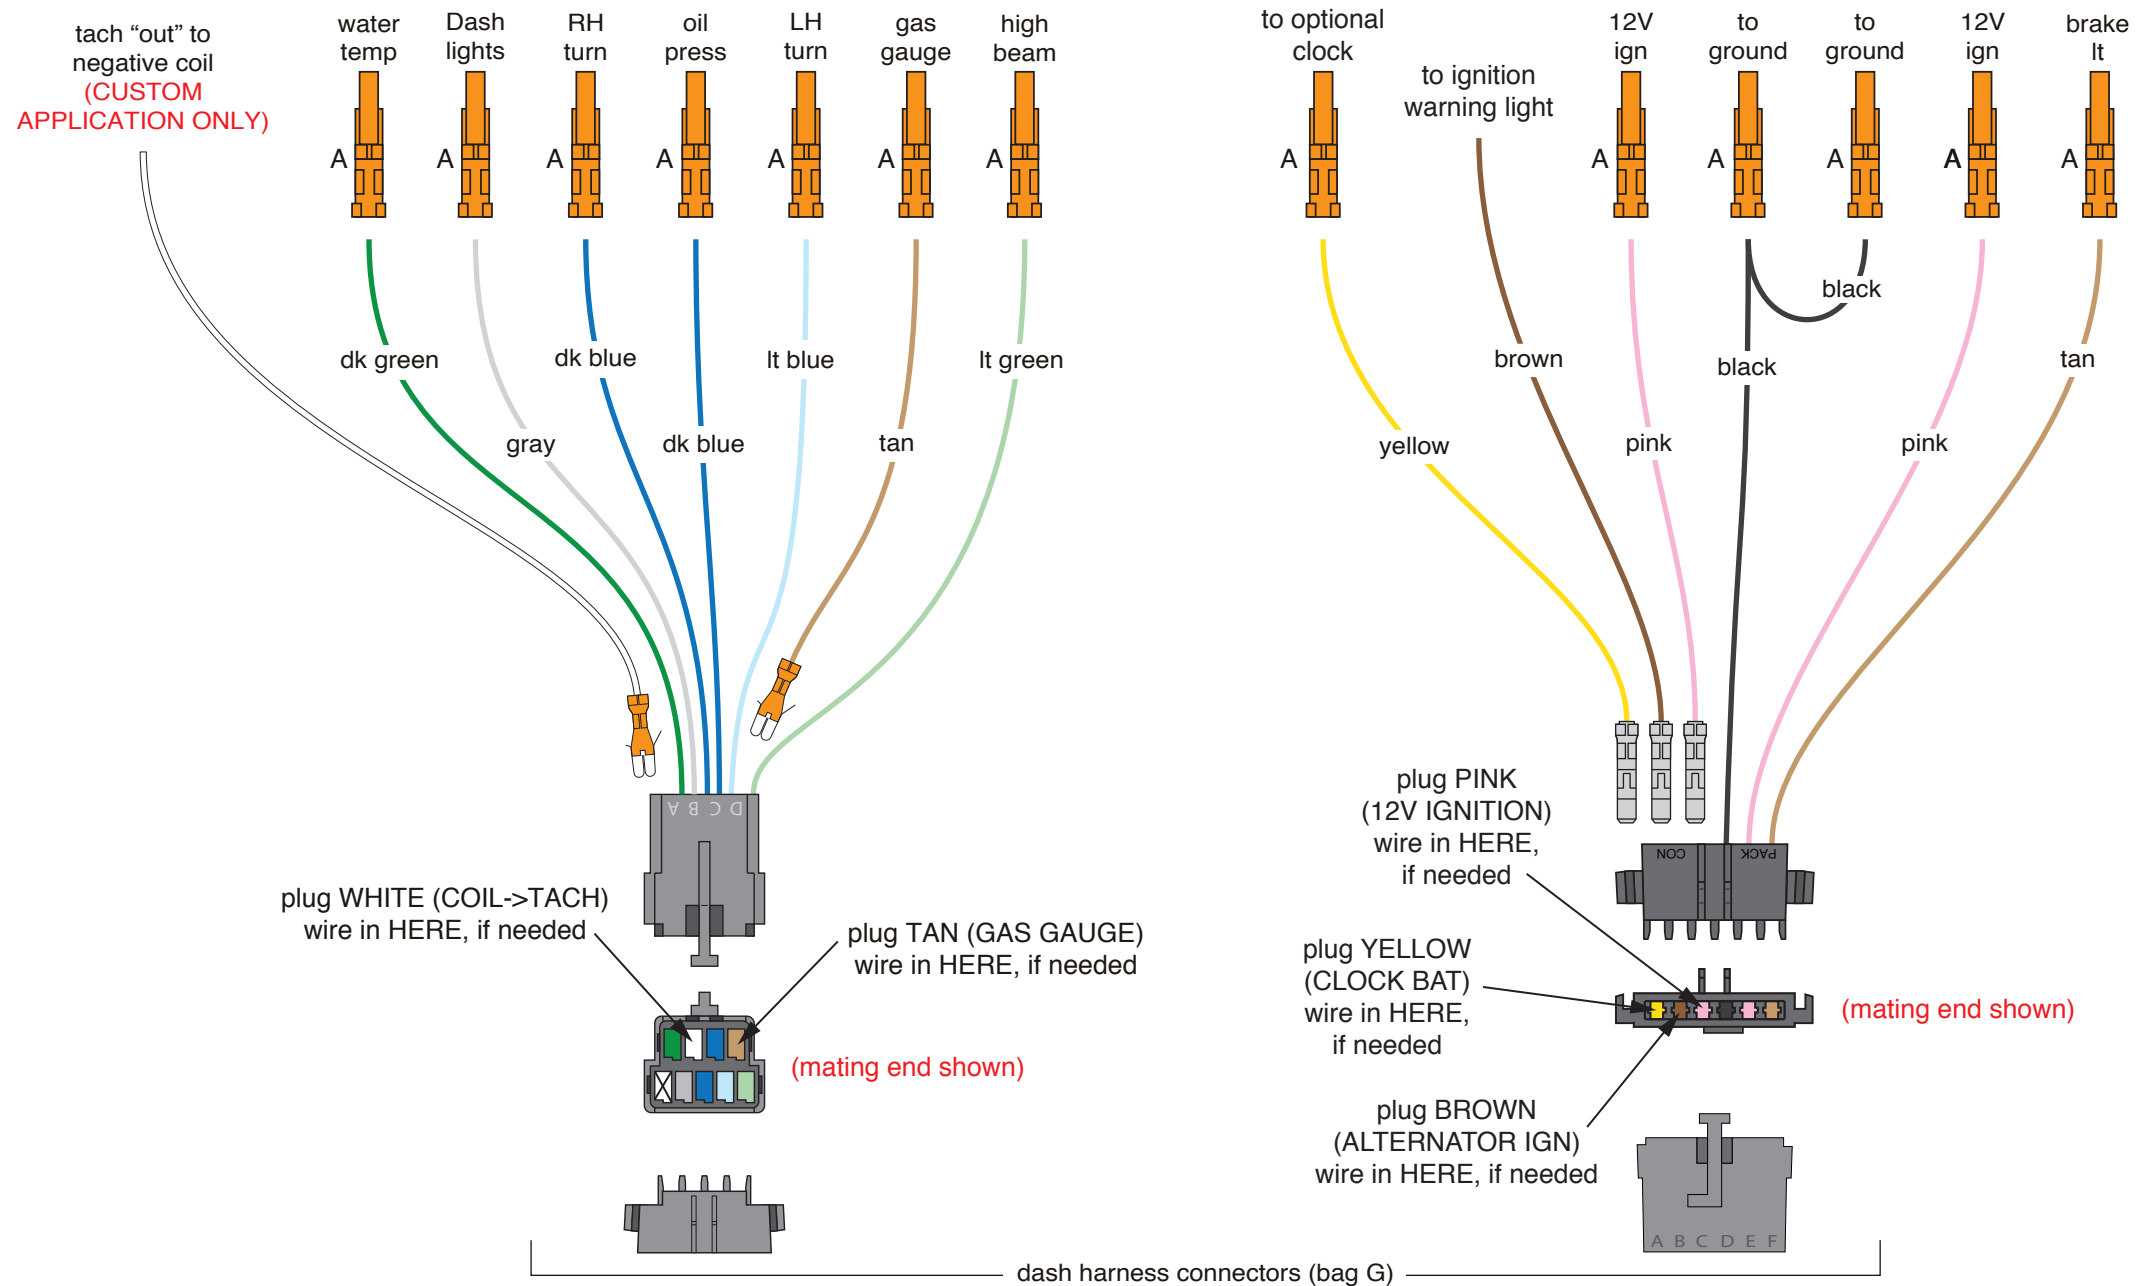 tach “out” to
negative coil
(CUSTOM
APPLICATION ONLY)
water
temp
Dash
lights
RH
turn
oil
press
LH
turn
gas
gauge
high
beam
to optional
clock
to ignition
warning light
12V
ign
to
ground
to
ground
12V
ign
brake
lt
A
A
A
A
A
A
A
A
A
A
A
A
A
black
dk green
dk blue
lt blue
lt green
brown
black
tan
gray
dk blue
tan
yellow
pink
pink
A B C D
plug PINK
(12V IGNITION)
wire in HERE,
if needed
CON
PACK
plug WHITE (COIL->TACH)
wire in HERE, if needed
plug TAN (GAS GAUGE)
wire in HERE, if needed
plug YELLOW
(CLOCK BAT)
wire in HERE,
if needed
(mating end shown)
(mating end shown)
plug BROWN
(ALTERNATOR IGN)
wire in HERE, if needed
A B C D E F
dash harness connectors (bag G)